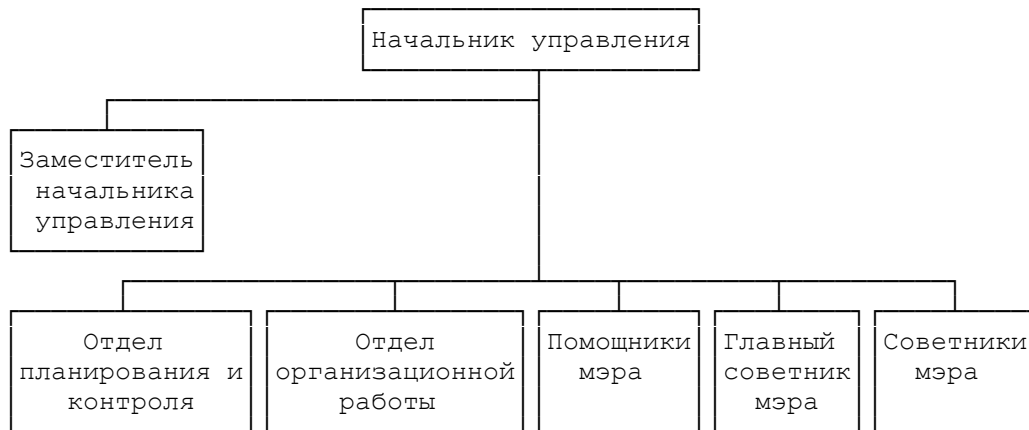 Начальник управления
Заместитель
начальника
управления
Отдел
планирования и
контроля
Отдел
организационной
работы
Помощники
мэра
Главный
советник
мэра
Советники
мэра